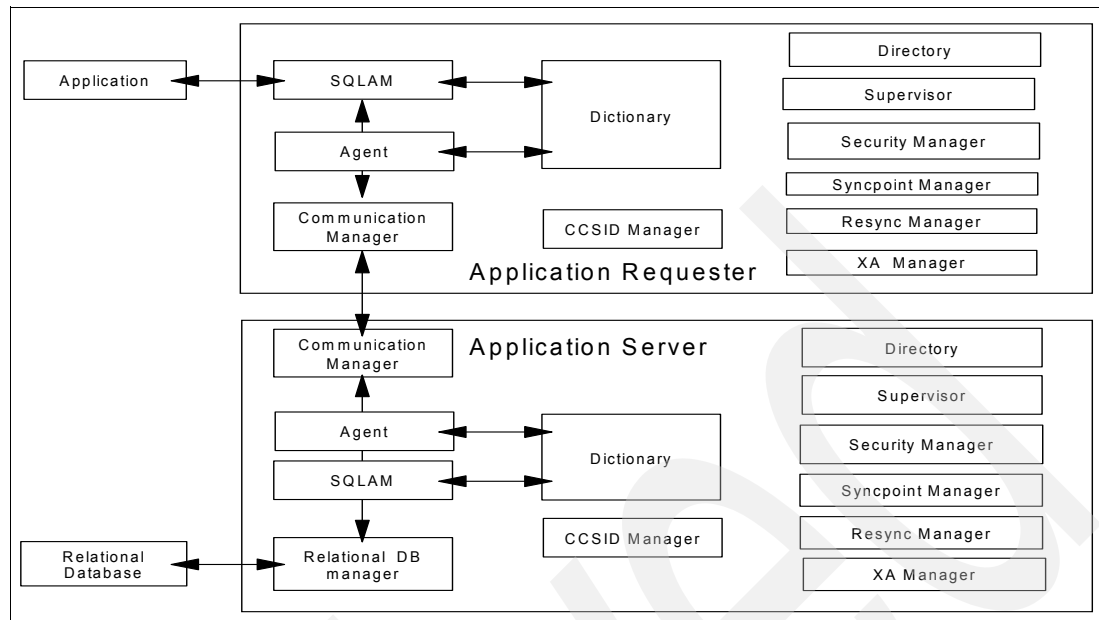 Application
SQLAM
Agent
Communication
Manager
Dictionary
CCSID Manager
Application Requester
Directory
Supervisor
Security Manager
Syncpoint Manager
Resync Manager
XA Manager
Communication
Manager
Application Server
Agent
SQLAM
Relational DB
manager
Relational
Database
Dictionary
CCSID Manager
Directory
Supervisor
Security Manager
Syncpoint Manager
Resync Manager
XA Manager